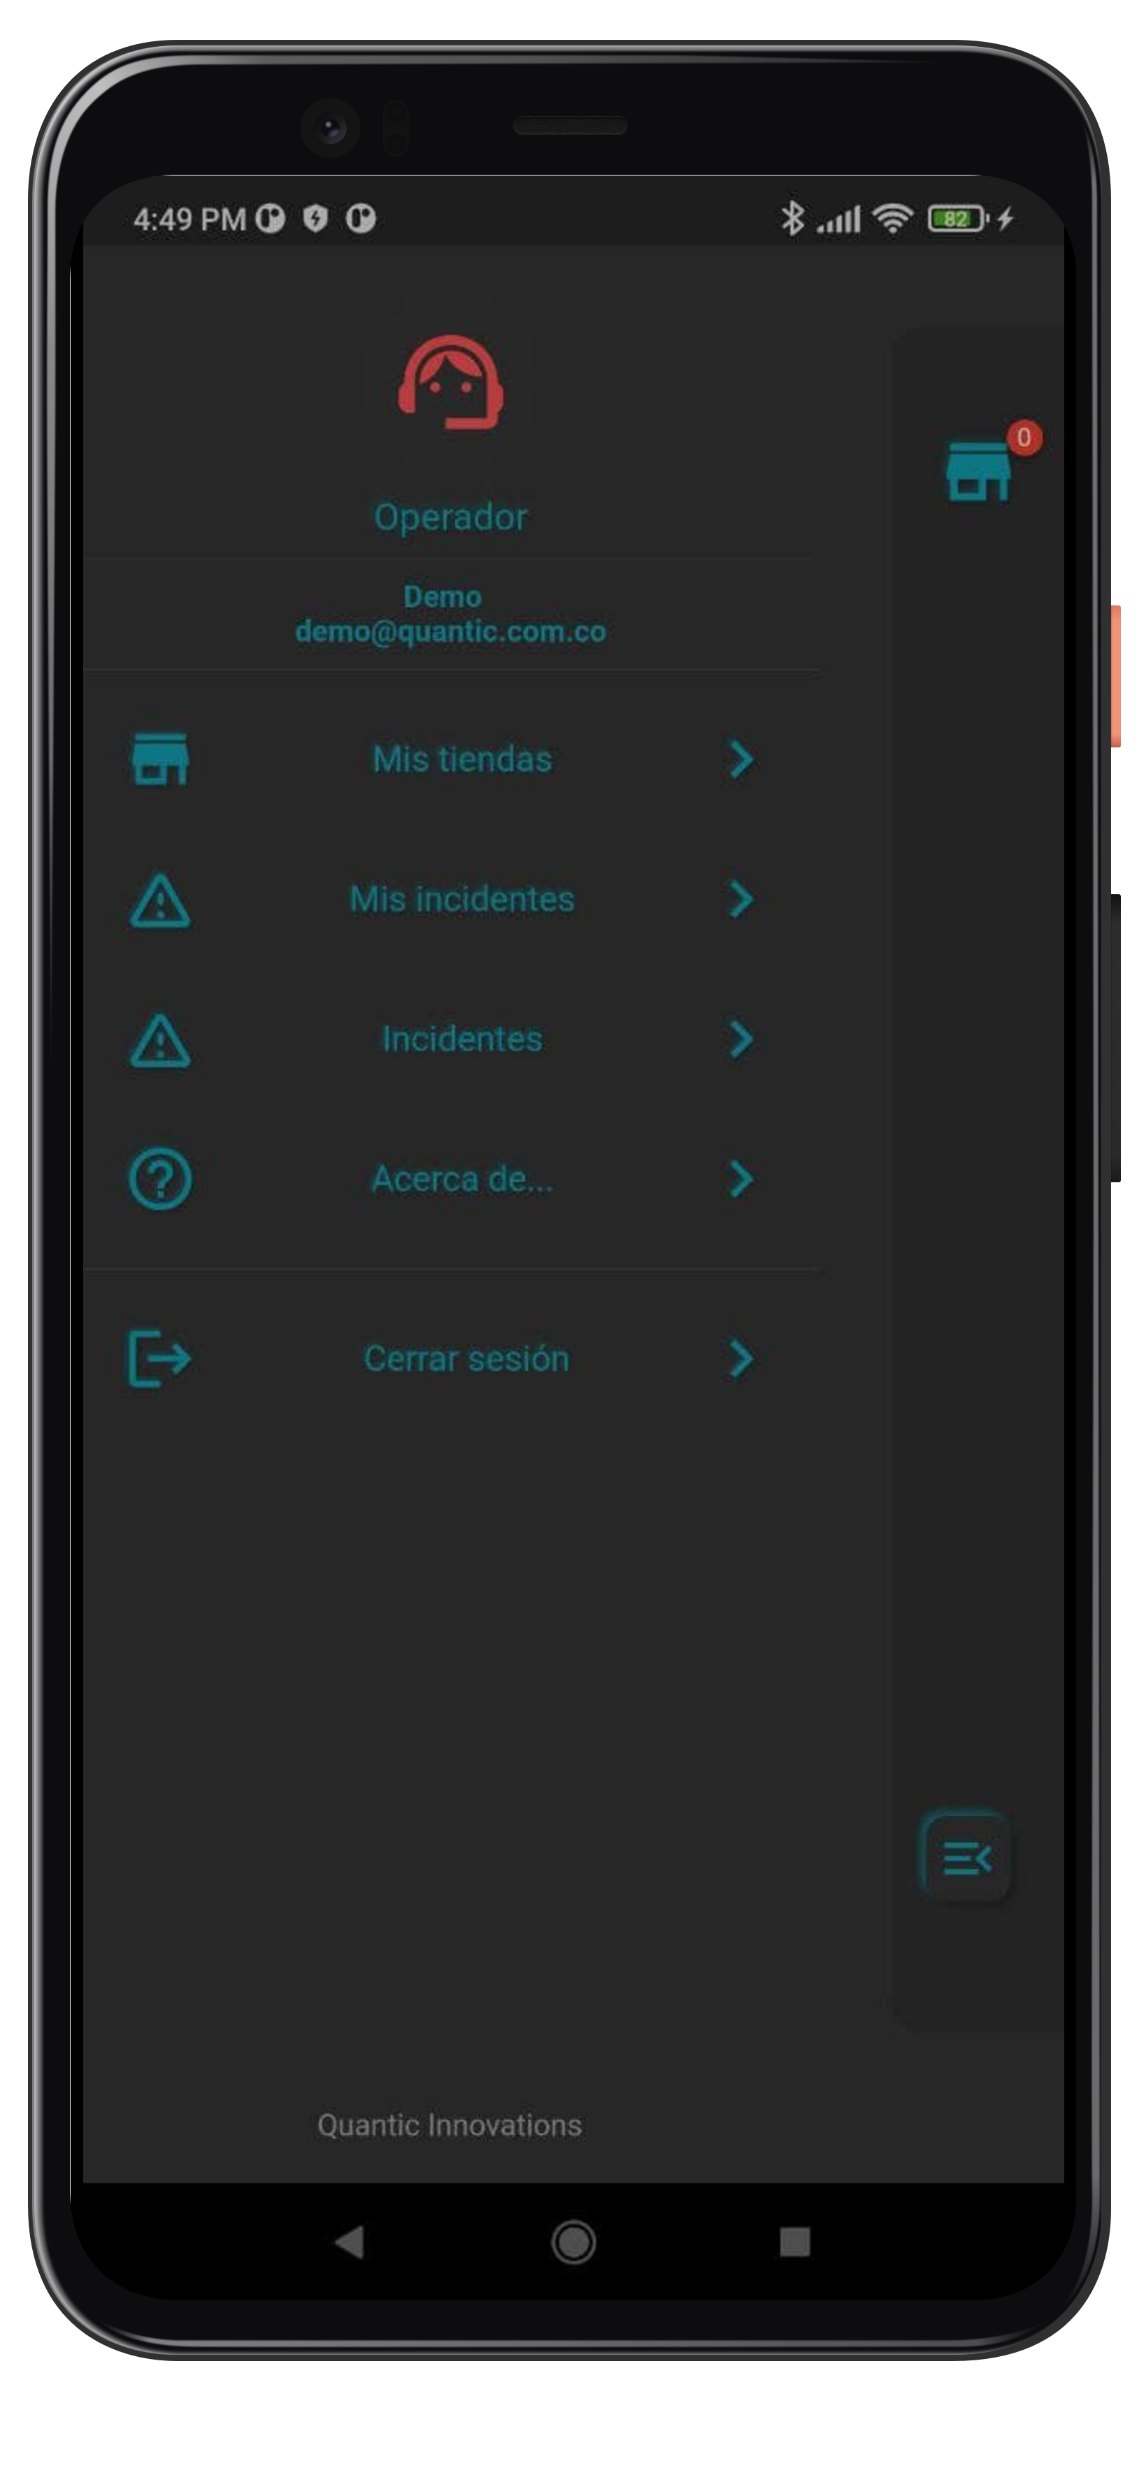 4:49 PM
82
0
Operador
Demo
demo@quantic.com.co
Mis tiendas
Mis incidentes
Incidentes
Acerca de...
Cerrar sesión
Quantic Innovations